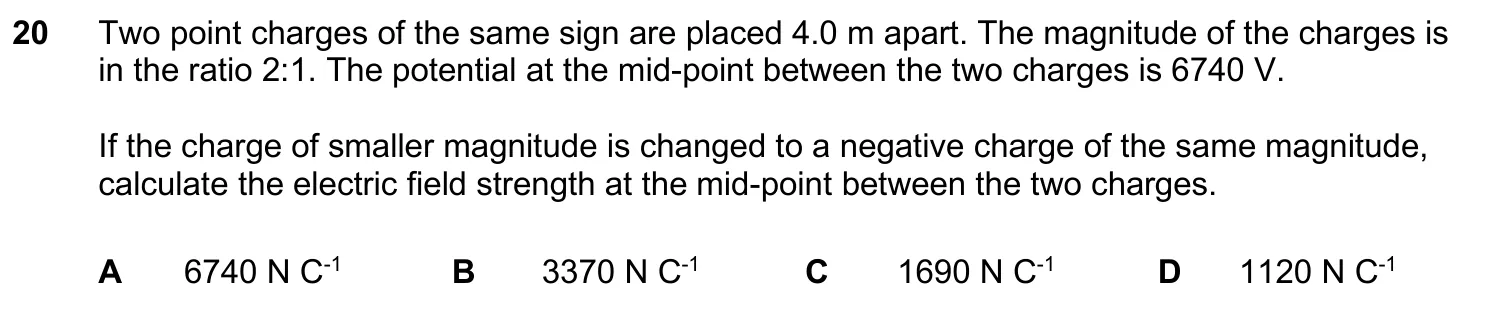 20 Two point charges of the same sign are placed 4.0 m apart. The magnitude of the charges is
in the ratio 2:1. The potential at the mid-point between the two charges is 6740 V.
If the charge of smaller magnitude is changed to a negative charge of the same magnitude,
calculate the electric field strength at the mid-point between the two charges.
A 6740 N C⁻¹ B 3370 N C⁻¹ C 1690 N C⁻¹ D 1120 N C⁻¹